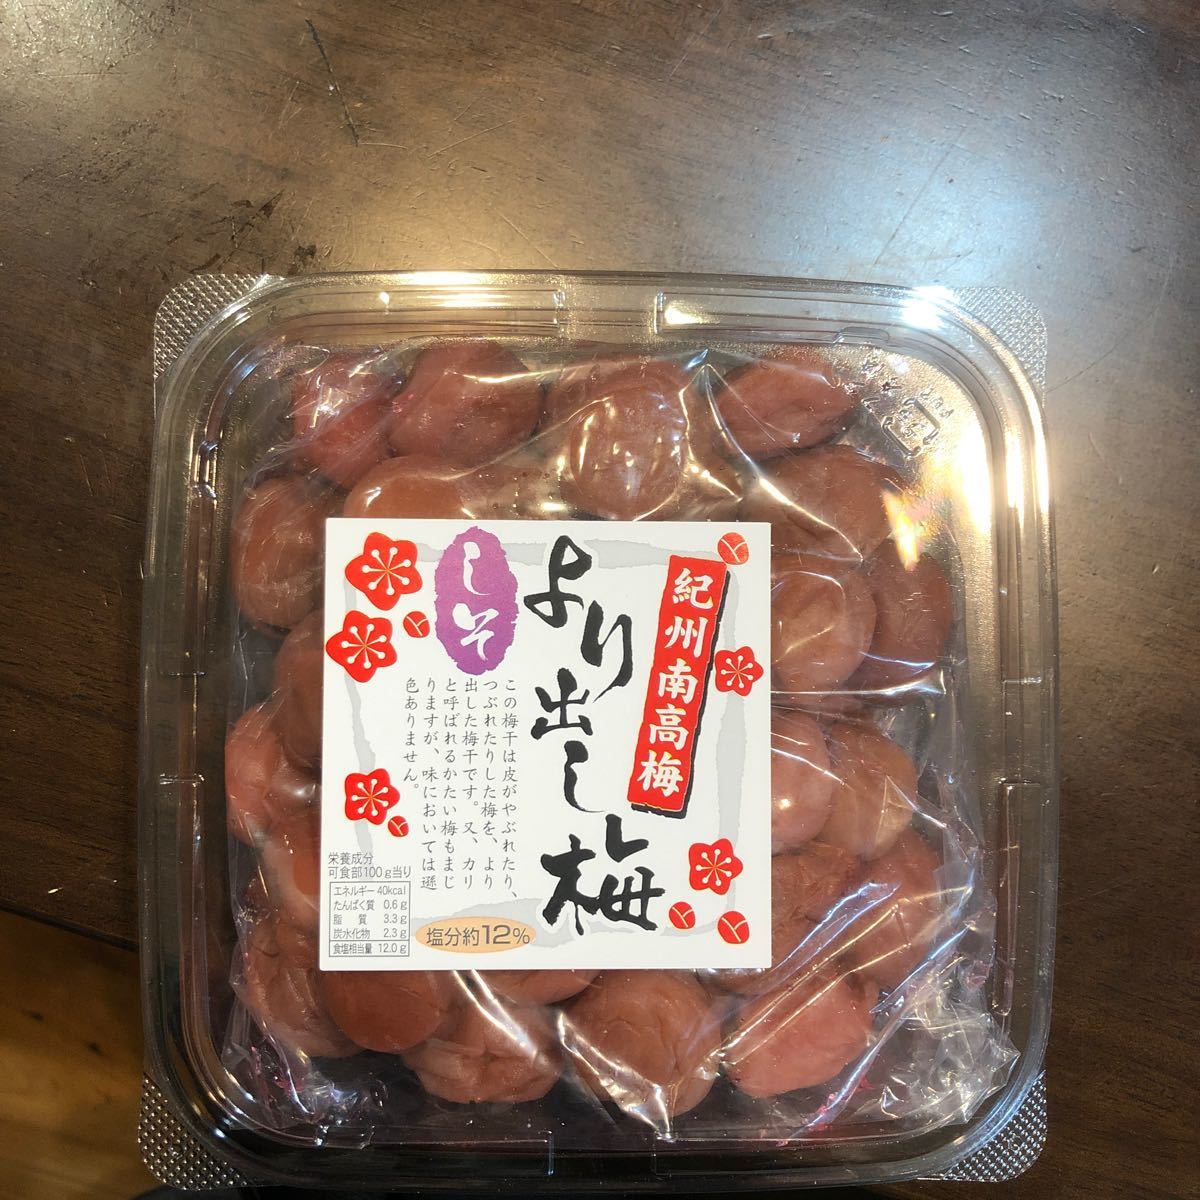 紀州南高梅
より出し梅
しそ
この梅干は皮がやぶれたり、
つぶれたりした梅を、より
出した梅干です。又、カリ
と呼ばれるかたい梅もまじ
りますが、味においては遜
色ありません。
栄養成分
可食部100g当り
エネルギー 40kcal
たんぱく質 0.6g
脂質 3.3g
炭水化物 2.3g
食塩相当量 12.0g
塩分約12%